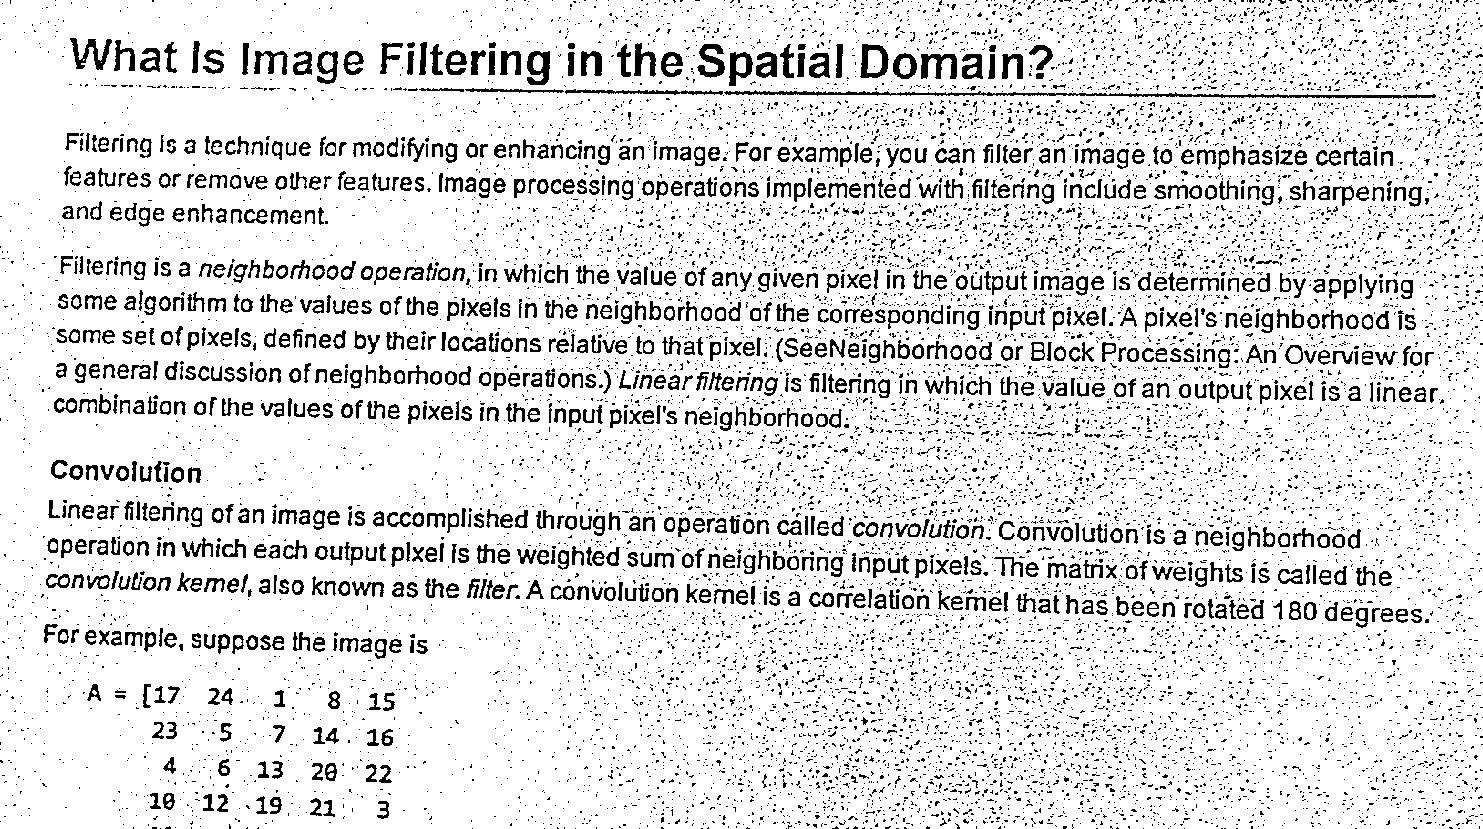 What Is Image Filtering in the Spatial Domain?
Filtering is a technique for modifying or enhancing an image. For example, you can filter an image to emphasize certain
features or remove other features. Image processing operations implemented with filtering include smoothing, sharpening,
and edge enhancement.
Filtering is a neighborhood operation, in which the value of any given pixel in the output image is determined by applying
some algorithm to the values of the pixels in the neighborhood of the corresponding input pixel. A pixel's neighborhood is
some set of pixels, defined by their locations relative to that pixel. (SeeNeighborhood or Block Processing: An Overview for
a general discussion of neighborhood operations.) Linear filtering is filtering in which the value of an output pixel is a linear
combination of the values of the pixels in the input pixel's neighborhood.
Convolution
Linear filtering of an image is accomplished through an operation called convolution. Convolution is a neighborhood
operation in which each output pixel is the weighted sum of neighboring input pixels. The matrix of weights is called the
convolution kernel, also known as the filter. A convolution kernel is a correlation kernel that has been rotated 180 degrees.
For example, suppose the image is
A = [17 24 1 8 15
23 5 7 14 16
4 6 13 20 22
10 12 19 21 3